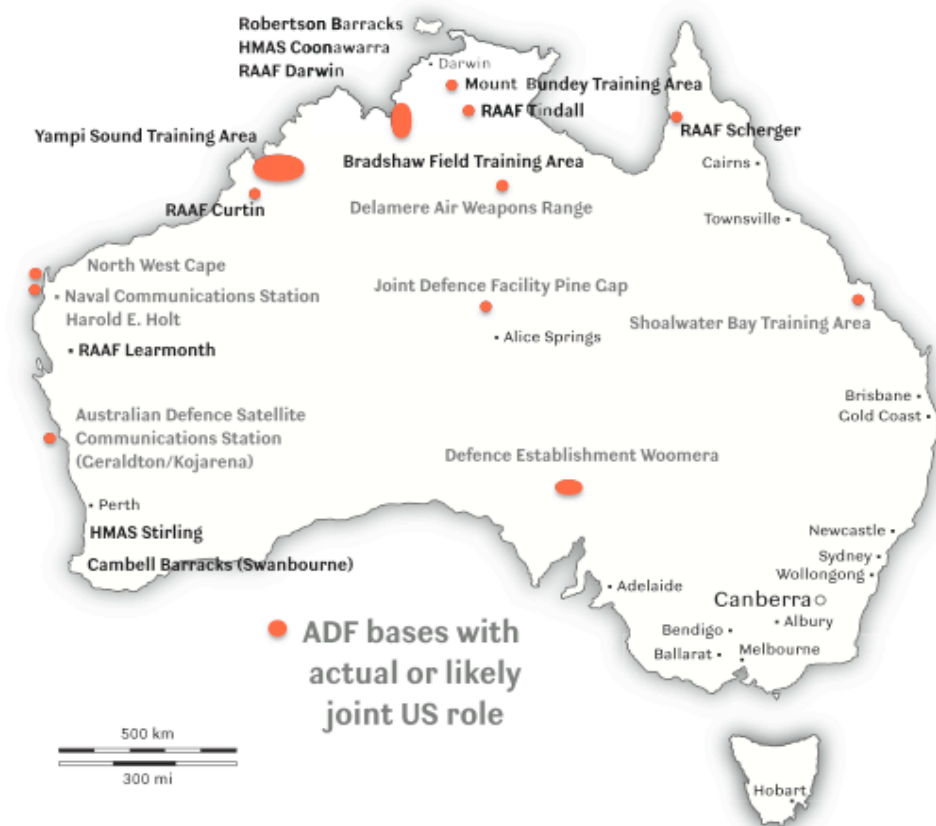 Robertson Barracks
HMAS Coonawarra
RAAF Darwin
Darwin
Mount Bundey Training Area
RAAF Tindall
RAAF Scherger
Yampi Sound Training Area
Bradshaw Field Training Area
Cairns
RAAF Curtin
Delamere Air Weapons Range
Townsville
North West Cape
Naval Communications Station
Harold E. Holt
Joint Defence Facility Pine Gap
Alice Springs
Shoalwater Bay Training Area
RAAF Learmonth
Brisbane
Gold Coast
Australian Defence Satellite
Communications Station
(Geraldton/Kojarena)
Defence Establishment Woomera
Perth
HMAS Stirling
Cambell Barracks (Swanbourne)
Newcastle
Sydney
Wollongong
Adelaide
Canberra
Albury
Bendigo
Ballarat
Melbourne
ADF bases with
actual or likely
joint US role
500 km
300 mi
Hobart